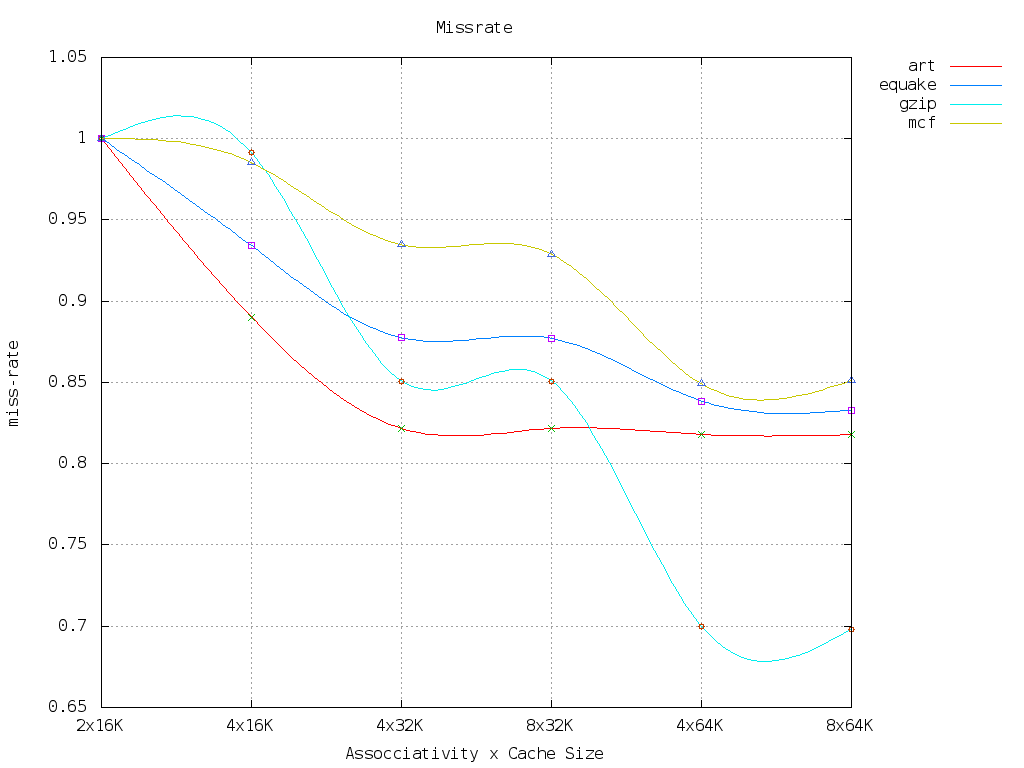 Missrate
1.05
1
0.95
0.9
0.85
0.8
0.75
0.7
0.65
miss-rate
2x16K 4x16K 4x32K 8x32K 4x64K 8x64K
Assocciativity x Cache Size
art
equake
gzip
mcf